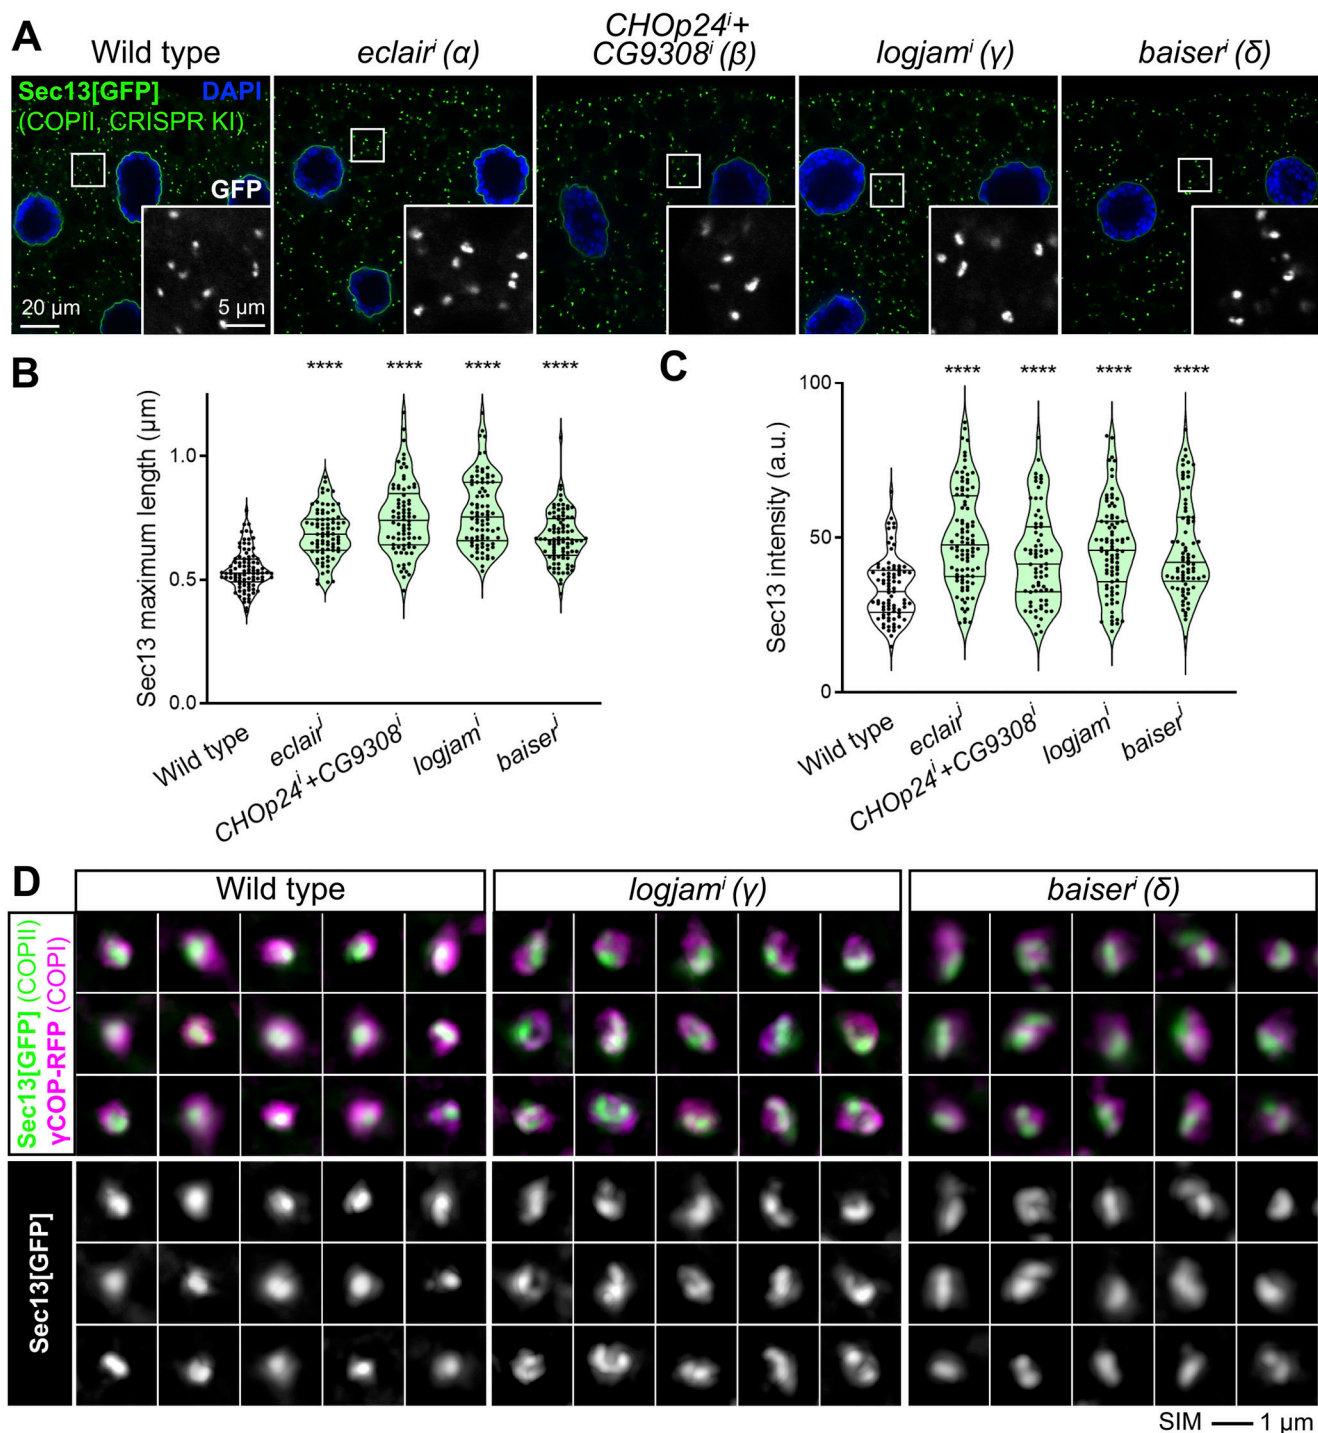 A
Wild type
eclairⁱ (α)
CHOp24ⁱ+
CG9308ⁱ (β)
logjamⁱ (γ)
baiserⁱ (δ)
Sec13[GFP] DAPI
(COPII, CRISPR KI)
GFP
20 µm
5 µm
B
**** **** **** ****
Sec13 maximum length (µm)
1.0
0.5
0.0
Wild type
eclairⁱ
CHOp24ⁱ+CG9308ⁱ
logjamⁱ
baiserⁱ
C
**** **** **** ****
Sec13 intensity (a.u.)
100
50
0
Wild type
eclairⁱ
CHOp24ⁱ+CG9308ⁱ
logjamⁱ
baiserⁱ
D
Wild type
logjamⁱ (γ)
baiserⁱ (δ)
Sec13[GFP] (COPII)
γCOP-RFP (COPI)
Sec13[GFP]
SIM 1 µm